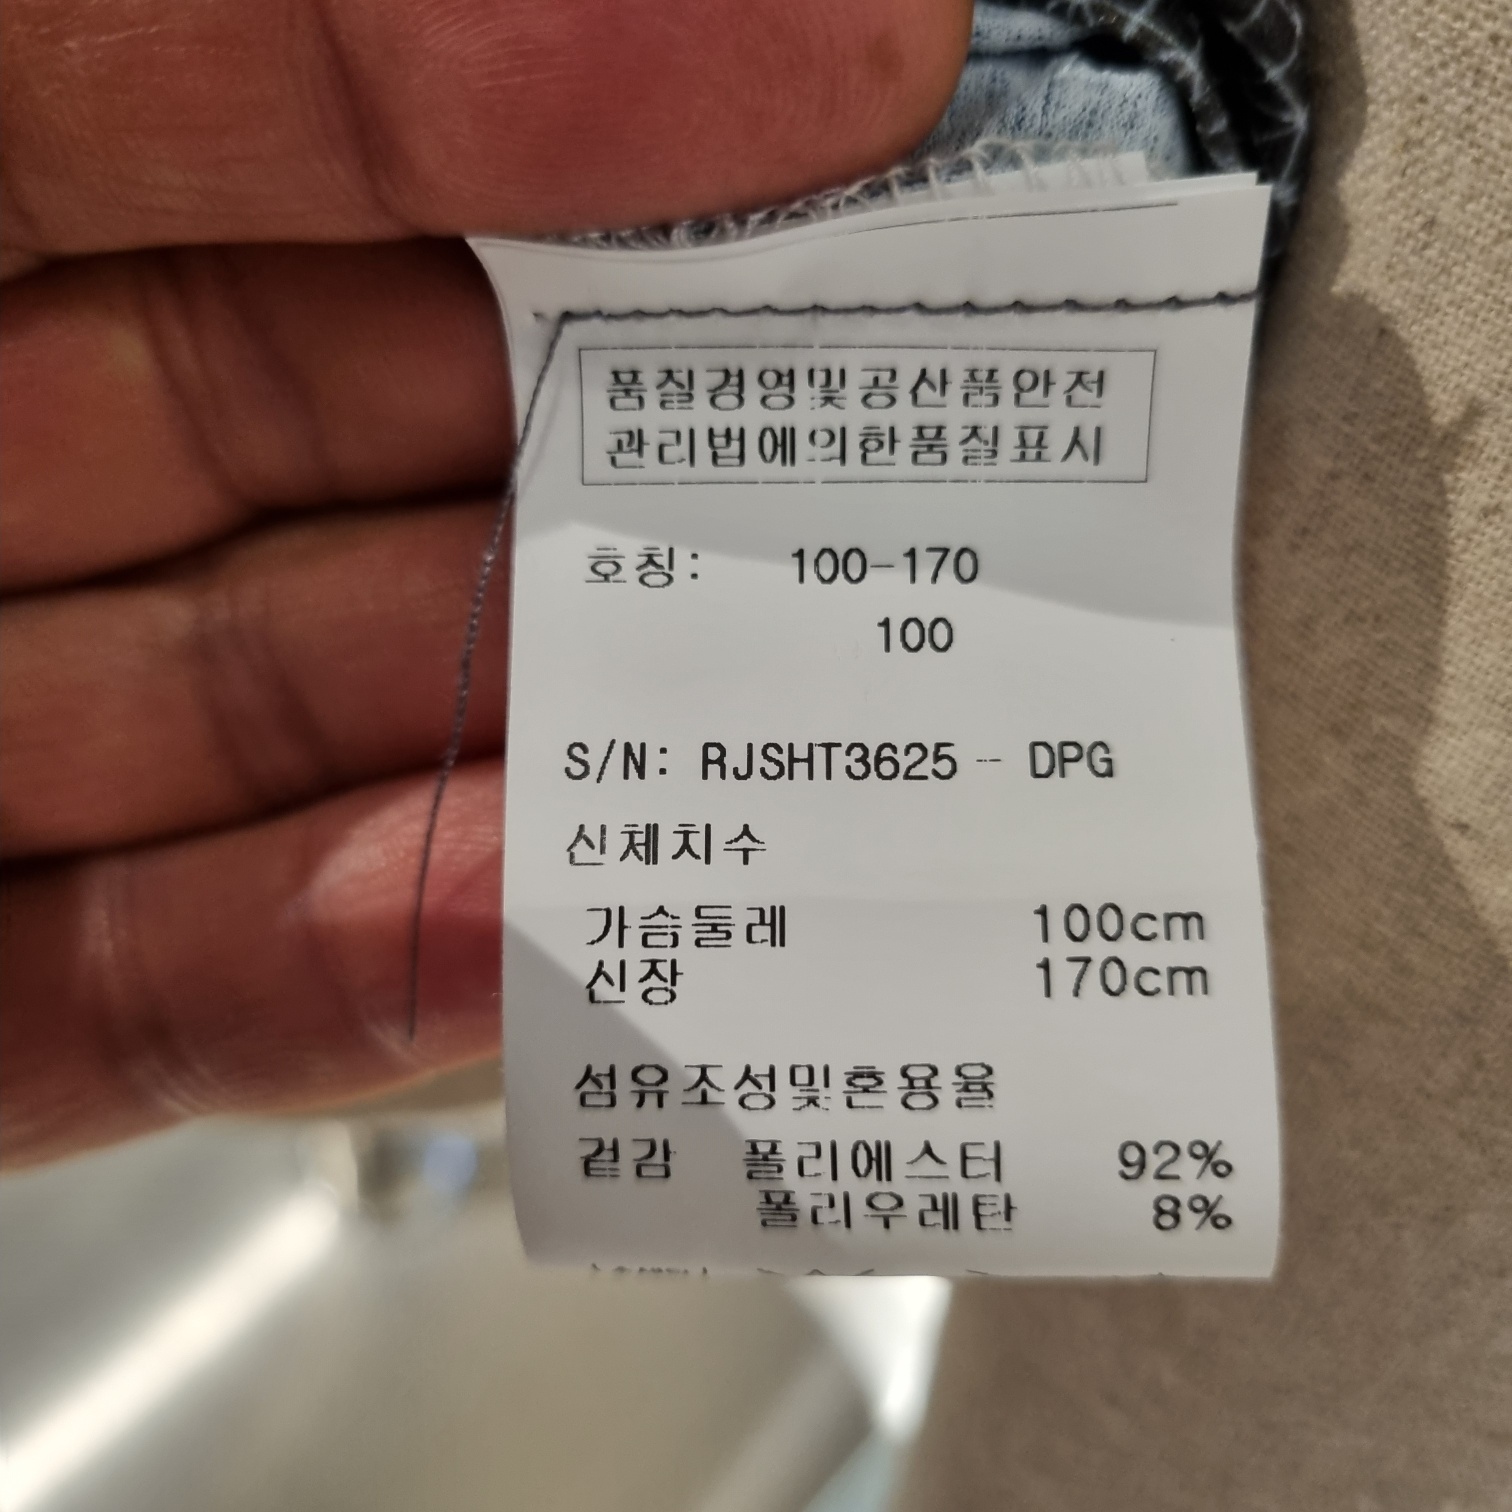 품질경영및공산품안전
관리법에의한품질표시
호칭: 100-170
100
S/N: RJSHT3625 - DPG
신체치수
가슴둘레 100cm
신장 170cm
섬유조성및혼용율
겉감 폴리에스터 92%
폴리우레탄 8%